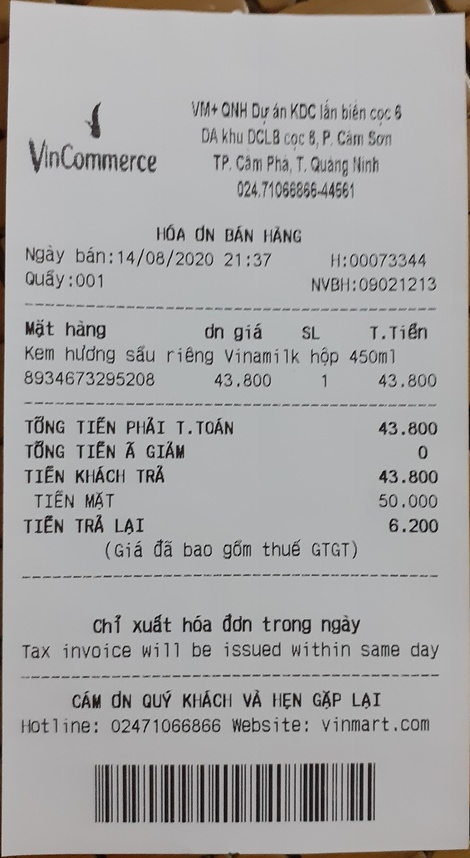 VinCommerce
VM+ QNH Dự án KDC lấn biển cọc 6
DA khu DCLB cọc 6, P. Cẩm Sơn
TP. Cẩm Phả, T. Quảng Ninh
024.71066866-44561
HÓA ƠN BÁN HÀNG
Ngày bán:14/08/2020 21:37 H:00073344
Quầy:001 NVBH:09021213
Mặt hàng ơn giá SL T.Tiền
Kem hương sầu riêng Vinamilk hộp 450ml
8934673295208 43.800 1 43.800
TỔNG TIỀN PHẢI T.TOÁN 43.800
TỔNG TIỀN Ã GIẢM 0
TIỀN KHÁCH TRẢ 43.800
TIỀN MẶT 50.000
TIỀN TRẢ LẠI 6.200
(Giá đã bao gồm thuế GTGT)
Chỉ xuất hóa đơn trong ngày
Tax invoice will be issued within same day
CÁM ƠN QUÝ KHÁCH VÀ HẸN GẶP LẠI
Hotline: 02471066866 Website: vinmart.com